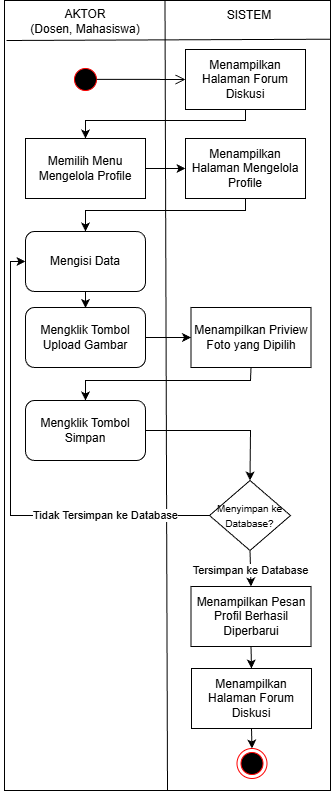 AKTOR
(Dosen, Mahasiswa)
SISTEM
Menampilkan
Halaman Forum
Diskusi
Memilih Menu
Mengelola Profile
Menampilkan
Halaman Mengelola
Profile
Mengisi Data
Mengklik Tombol
Upload Gambar
Menampilkan Priview
Foto yang Dipilih
Mengklik Tombol
Simpan
Menyimpan ke
Database?
Tidak Tersimpan ke Database
Tersimpan ke Database
Menampilkan Pesan
Profil Berhasil
Diperbarui
Menampilkan
Halaman Forum
Diskusi